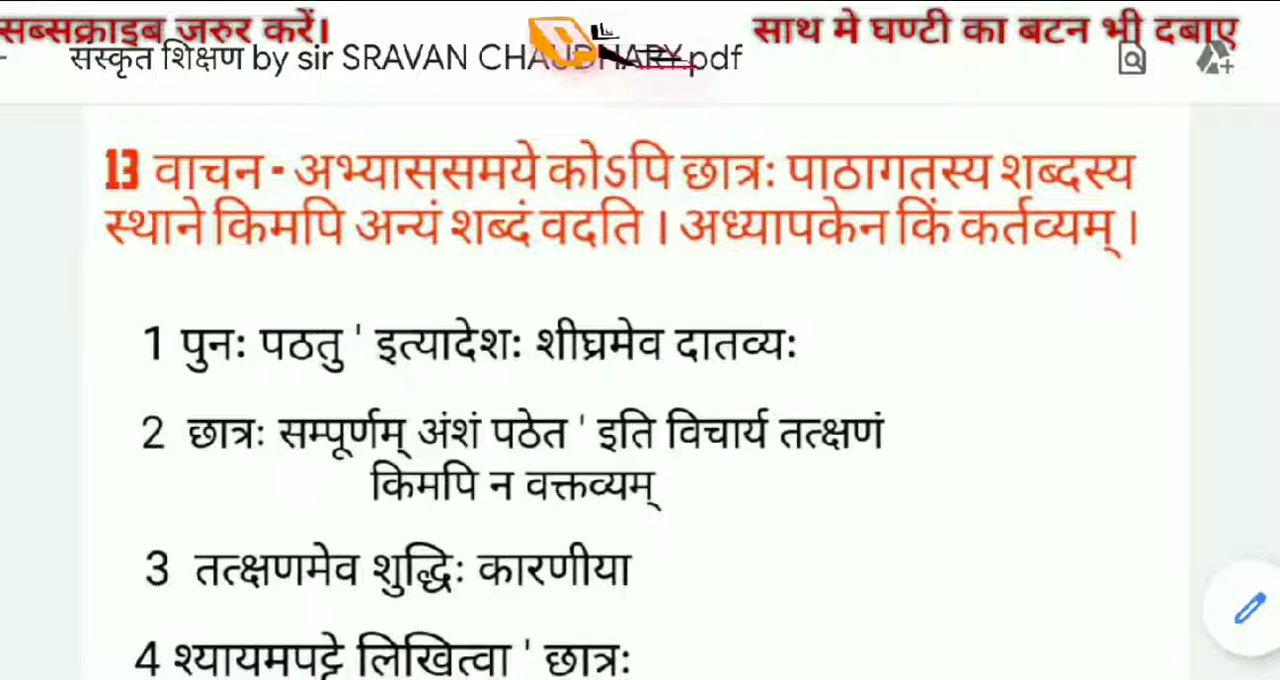 सब्सक्राइब जरुर करें।
साथ मे घण्टी का बटन भी दबाए
संस्कृत शिक्षण by sir SRAVAN CHAUDHARY.pdf
13 वाचन - अभ्याससमये कोऽपि छात्रः पाठागतस्य शब्दस्य
स्थाने किमपि अन्यं शब्दं वदति । अध्यापकेन किं कर्तव्यम् ।
1 पुनः पठतु ' इत्यादेशः शीघ्रमेव दातव्यः
2 छात्रः सम्पूर्णम् अंशं पठेत ' इति विचार्य तत्क्षणं
किमपि न वक्तव्यम्
3 तत्क्षणमेव शुद्धिः कारणीया
4 श्यायमपट्टे लिखित्वा ' छात्रः